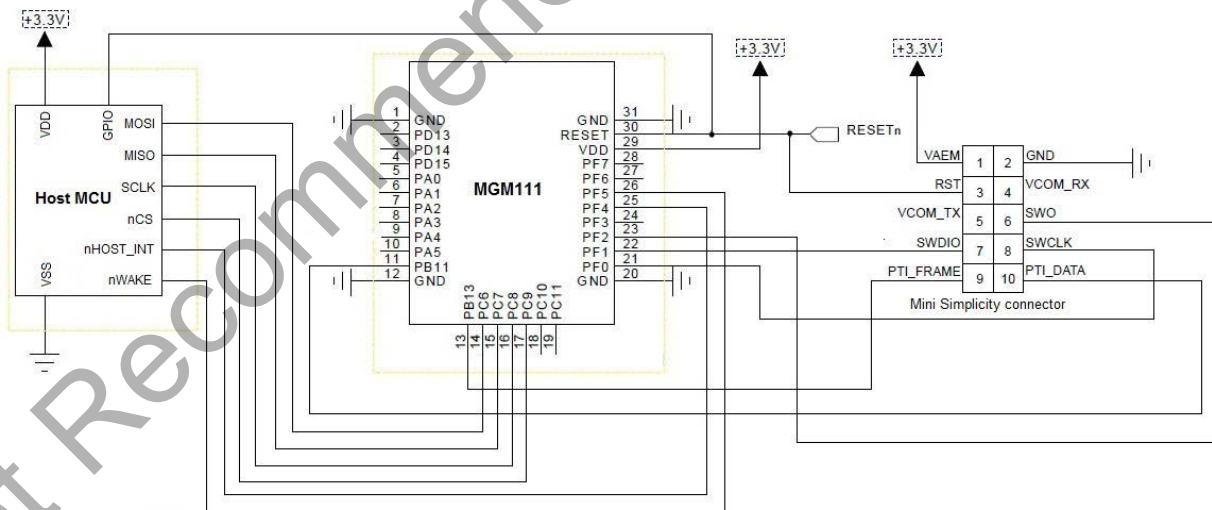 +3.3V
+3.3V
+3.3V
Host MCU
VDD
GPIO
VSS
MOSI
MISO
SCLK
nCS
nHOST_INT
nWAKE
MGM111
1 GND
2 PD13
3 PD14
4 PD15
5 PA0
6 PA1
7 PA2
8 PA3
9 PA4
10 PA5
11 PB11
12 GND
13 PB13
14 PC6
15 PC7
16 PC8
17 PC9
18 PC10
19 PC11
31 GND
30 RESET
29 VDD
28 PF7
27 PF6
26 PF5
25 PF4
24 PF3
23 PF2
22 PF1
21 PF0
20 GND
RESETn
VAEM 1 2 GND
RST 3 4 VCOM_RX
VCOM_TX 5 6 SWO
SWDIO 7 8 SWCLK
PTI_FRAME 9 10 PTI_DATA
Mini Simplicity connector
Recommen